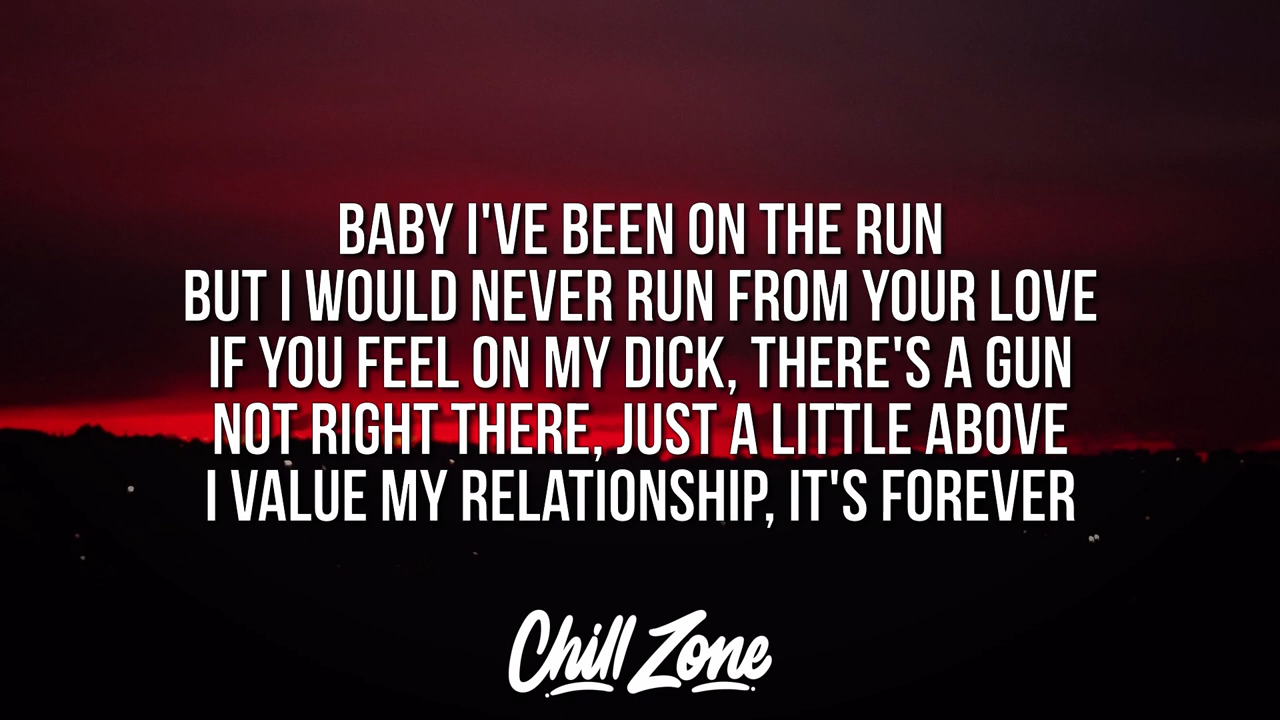 BABY I'VE BEEN ON THE RUN
BUT I WOULD NEVER RUN FROM YOUR LOVE
IF YOU FEEL ON MY DICK, THERE'S A GUN
NOT RIGHT THERE, JUST A LITTLE ABOVE
I VALUE MY RELATIONSHIP, IT'S FOREVER
Chill Zone